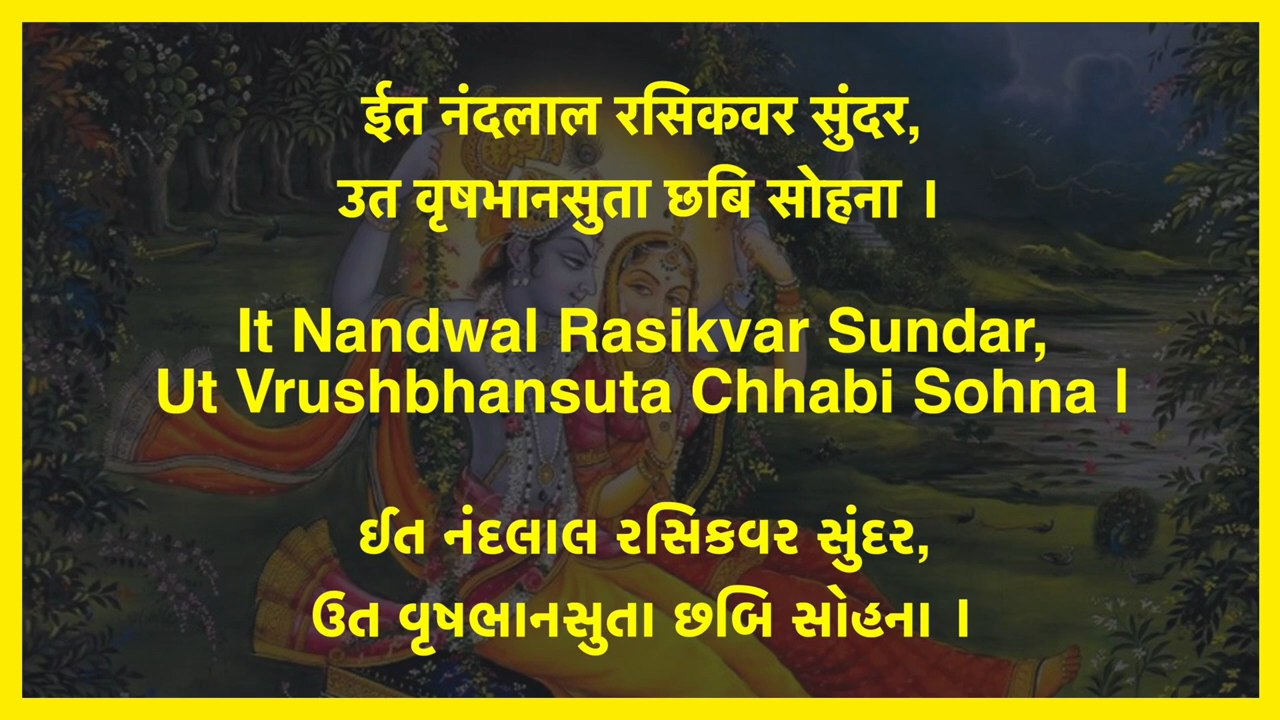 ईत नंदलाल रसिकवर सुंदर,
उत वृषभानसुता छबि सोहना ।
It Nandwal Rasikvar Sundar,
Ut Vrushbhansuta Chhabi Sohna |
ઈત નંદલાલ રસિકવર સુંદર,
ઉત વૃષભાનસુતા છબિ સોહના ।